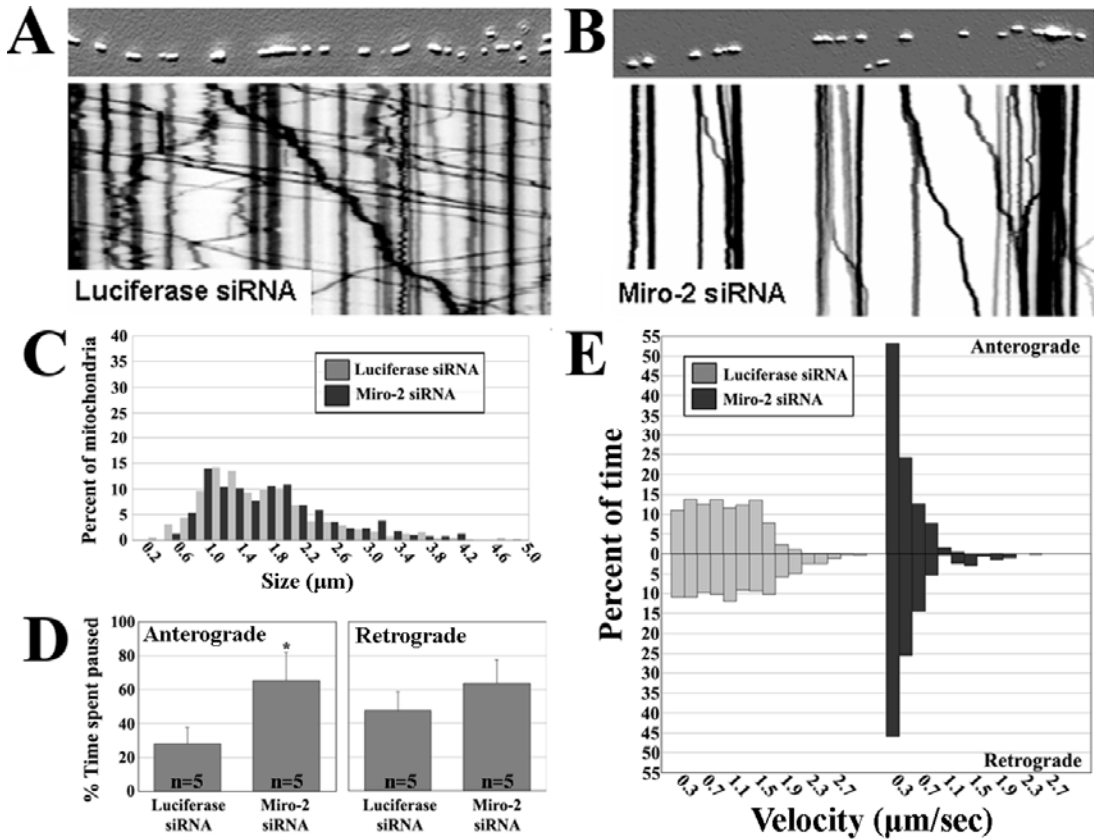 A
Luciferase siRNA
B
Miro-2 siRNA
C
Percent of mitochondria
40
35
30
25
20
15
10
5
0
Luciferase siRNA
Miro-2 siRNA
0.2
0.6
1.0
1.4
1.8
2.2
2.6
3.0
3.4
3.8
4.2
4.6
5.0
Size (µm)
D
% Time spent paused
100
80
60
40
20
0
Anterograde
*
n=5
n=5
Luciferase
siRNA
Miro-2
siRNA
Retrograde
n=5
n=5
Luciferase
siRNA
Miro-2
siRNA
E
Percent of time
55
50
45
40
35
30
25
20
15
10
5
0
5
10
15
20
25
30
35
40
45
50
55
Luciferase siRNA
Miro-2 siRNA
Anterograde
Retrograde
0.3
0.7
1.1
1.5
1.9
2.3
2.7
0.3
0.7
1.1
1.5
1.9
2.3
2.7
Velocity (µm/sec)